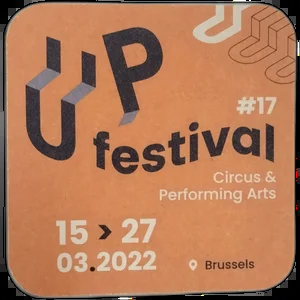 UP
#17
festival
Circus &
Performing Arts
15 > 27
03.2022
Brussels